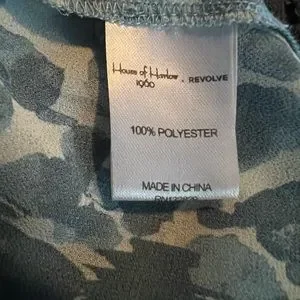 House of Harlow
1960 × REVOLVE
100% POLYESTER
MADE IN CHINA